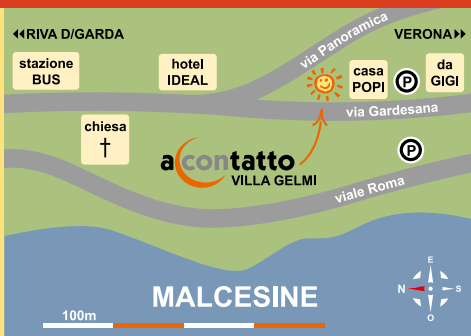 RIVA D/GARDA
VERONA
via Panoramica
stazione
BUS
hotel
IDEAL
casa
POPI
P
da
GIGI
via Gardesana
chiesa
P
acontatto
VILLA GELMI
viale Roma
MALCESINE
100m
E
N
S
O